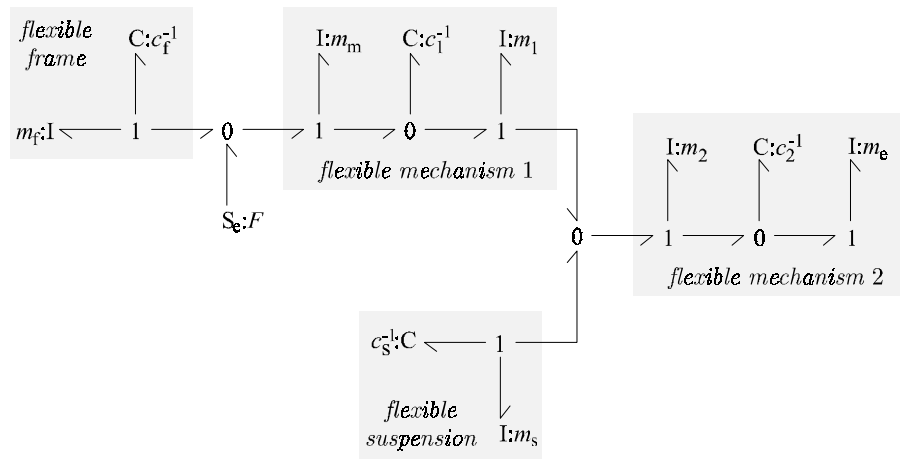 flexible
frame
C:c_f^-1
m_f:I
1
0
S_e:F
I:m_m
C:c_1^-1
I:m_1
1
0
1
flexible mechanism 1
0
I:m_2
C:c_2^-1
I:m_e
1
0
1
flexible mechanism 2
c_s^-1:C
1
flexible
suspension
I:m_s